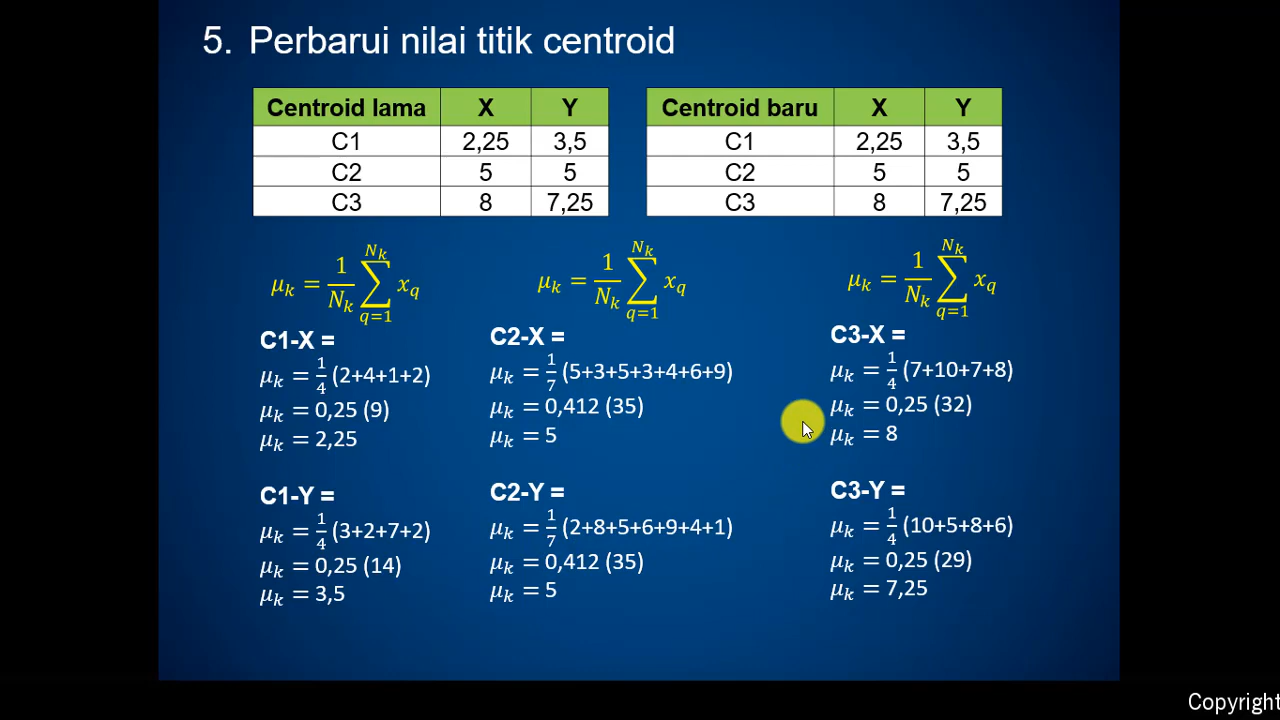 5. Perbarui nilai titik centroid
Centroid lama X Y
C1 2,25 3,5
C2 5 5
C3 8 7,25
Centroid baru X Y
C1 2,25 3,5
C2 5 5
C3 8 7,25
μₖ = 1/Nₖ ∑_{q=1}^{Nₖ} x_q
C1-X =
μₖ = 1/4 (2+4+1+2)
μₖ = 0,25 (9)
μₖ = 2,25
C1-Y =
μₖ = 1/4 (3+2+7+2)
μₖ = 0,25 (14)
μₖ = 3,5
μₖ = 1/Nₖ ∑_{q=1}^{Nₖ} x_q
C2-X =
μₖ = 1/7 (5+3+5+3+4+6+9)
μₖ = 0,412 (35)
μₖ = 5
C2-Y =
μₖ = 1/7 (2+8+5+6+9+4+1)
μₖ = 0,412 (35)
μₖ = 5
μₖ = 1/Nₖ ∑_{q=1}^{Nₖ} x_q
C3-X =
μₖ = 1/4 (7+10+7+8)
μₖ = 0,25 (32)
μₖ = 8
C3-Y =
μₖ = 1/4 (10+5+8+6)
μₖ = 0,25 (29)
μₖ = 7,25
Copyright